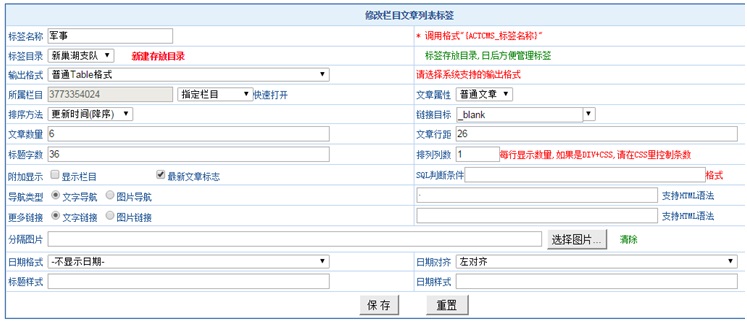 修改栏目文章列表标签
标签名称 军事 * 调用格式"{ACTCMS_标签名称}"
标签目录 新巢湖支队 新建存放目录 标签存放目录,日后方便管理标签
输出格式 普通Table格式 请选择系统支持的输出格式
所属栏目 3773354024 指定栏目 快速打开 文章属性 普通文章
排序方法 更新时间(降序) 链接目标 _blank
文章数量 6 文章行距 26
标题字数 36 排列列数 1 每行显示数量,如果是DIV+CSS,请在CSS里控制条数
附加显示 显示栏目 最新文章标志 SQL判断条件 格式
导航类型 文字导航 图片导航 · 支持HTML语法
更多链接 文字链接 图片链接 支持HTML语法
分隔图片 选择图片... 清除
日期格式 -不显示日期- 日期对齐 左对齐
标题样式 日期样式
保存 重置